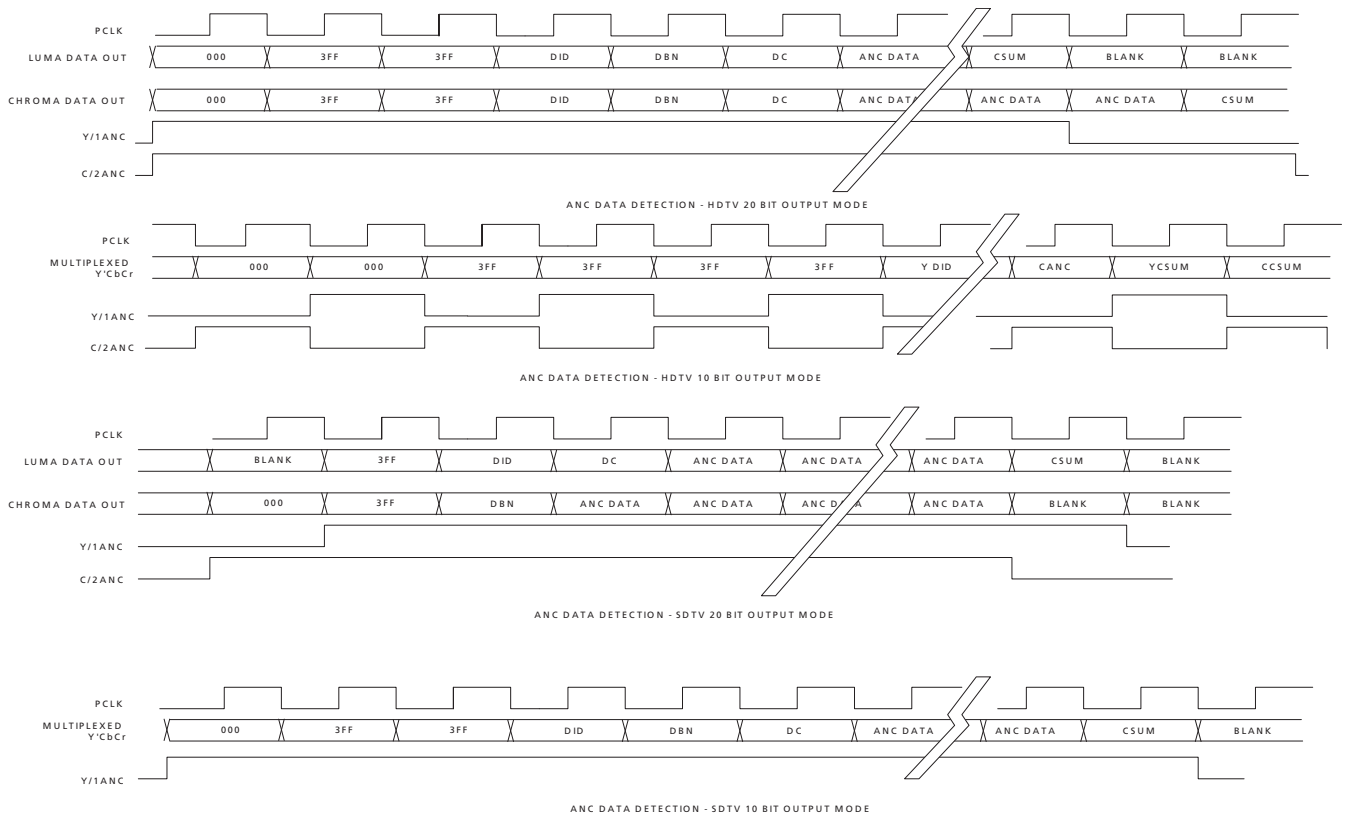 PCLK
LUMA DATA OUT 000 3FF 3FF DID DBN DC ANC DATA CSUM BLANK BLANK
CHROMA DATA OUT 000 3FF 3FF DID DBN DC ANC DATA ANC DATA ANC DATA CSUM
Y/1ANC
C/2ANC
ANC DATA DETECTION - HDTV 20 BIT OUTPUT MODE
PCLK
MULTIPLEXED
Y'CbCr
000 000 3FF 3FF 3FF 3FF Y DID CANC YCSUM CCSUM
Y/1ANC
C/2ANC
ANC DATA DETECTION - HDTV 10 BIT OUTPUT MODE
PCLK
LUMA DATA OUT BLANK 3FF DID DC ANC DATA ANC DATA ANC DATA CSUM BLANK
CHROMA DATA OUT 000 3FF DBN ANC DATA ANC DATA ANC DATA ANC DATA BLANK BLANK
Y/1ANC
C/2ANC
ANC DATA DETECTION - SDTV 20 BIT OUTPUT MODE
PCLK
MULTIPLEXED
Y'CbCr
000 3FF 3FF DID DBN DC ANC DATA ANC DATA CSUM BLANK
Y/1ANC
ANC DATA DETECTION - SDTV 10 BIT OUTPUT MODE